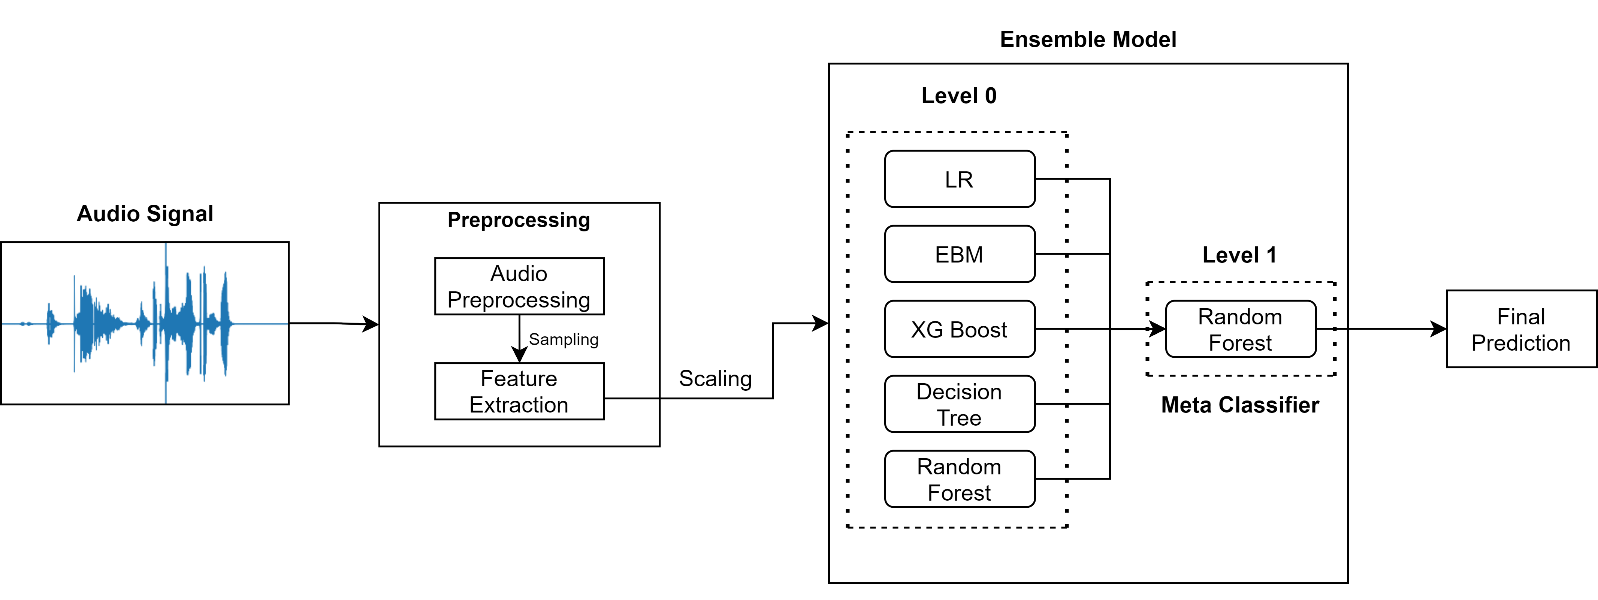 Audio Signal
Preprocessing
Audio
Preprocessing
Sampling
Feature
Extraction
Scaling
Ensemble Model
Level 0
LR
EBM
XG Boost
Decision
Tree
Random
Forest
Level 1
Random
Forest
Meta Classifier
Final
Prediction